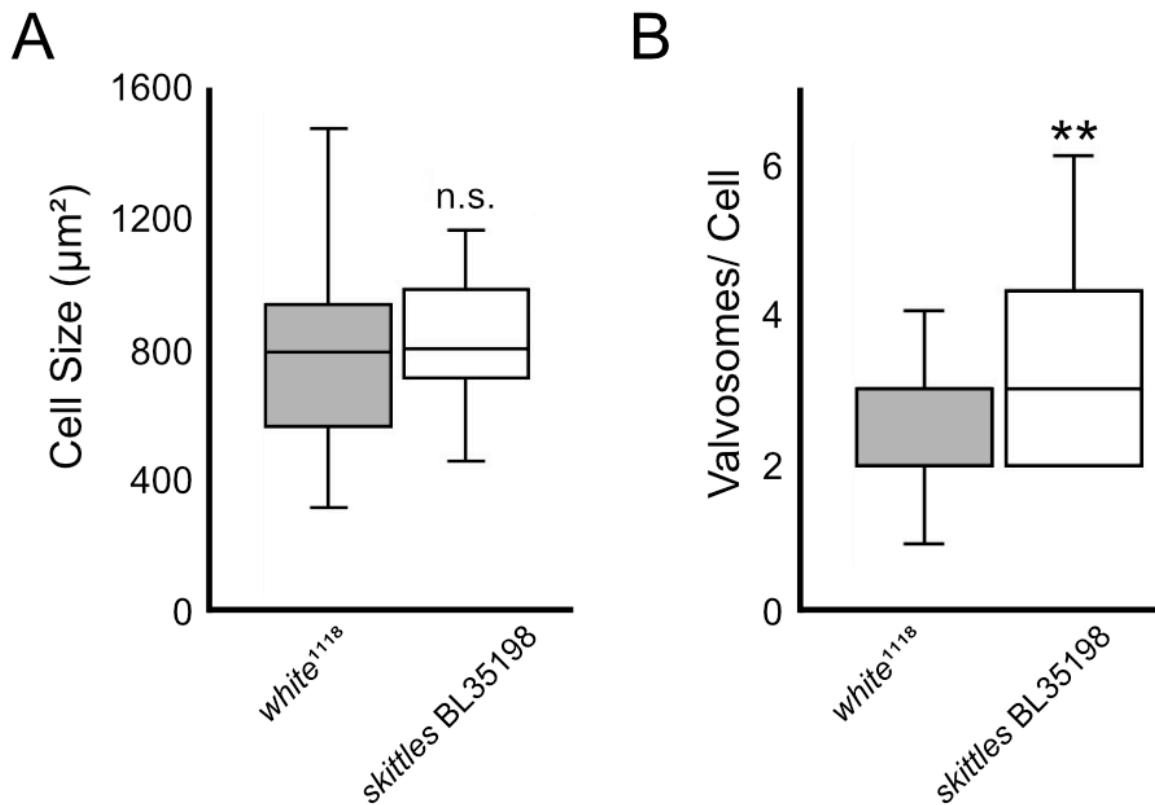 A
Cell Size (µm²)
1600
1200
800
400
0
n.s.
white¹¹¹⁸
skittles BL35198
B
Valvosomes/ Cell
6
4
2
0
**
white¹¹¹⁸
skittles BL35198